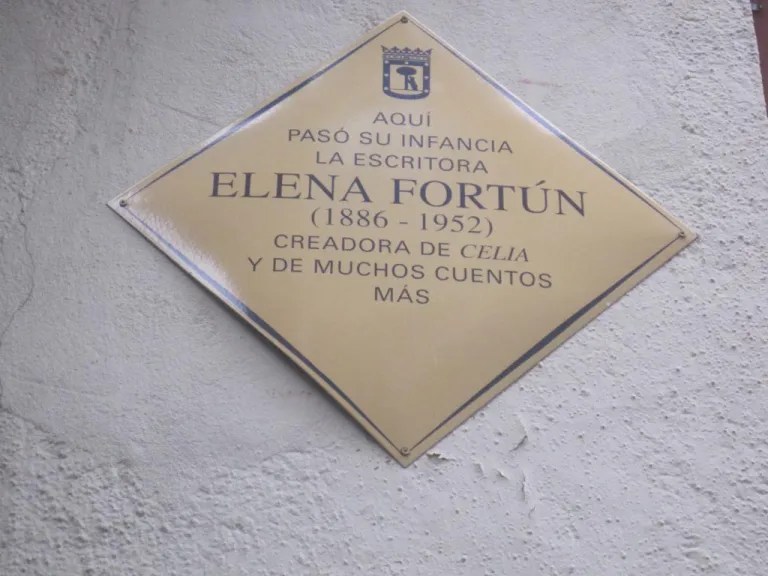 AQUÍ
PASÓ SU INFANCIA
LA ESCRITORA
ELENA FORTÚN
(1886 - 1952)
CREADORA DE CELIA
Y DE MUCHOS CUENTOS
MÁS